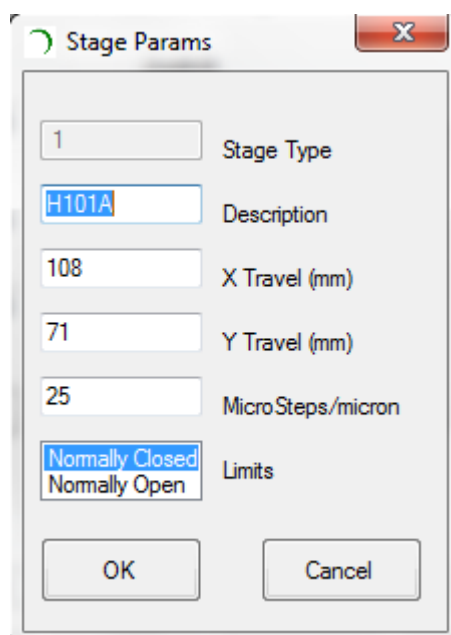 Stage Params
1
Stage Type
H101A
Description
108
X Travel (mm)
71
Y Travel (mm)
25
MicroSteps/micron
Normally Closed
Normally Open
Limits
OK
Cancel